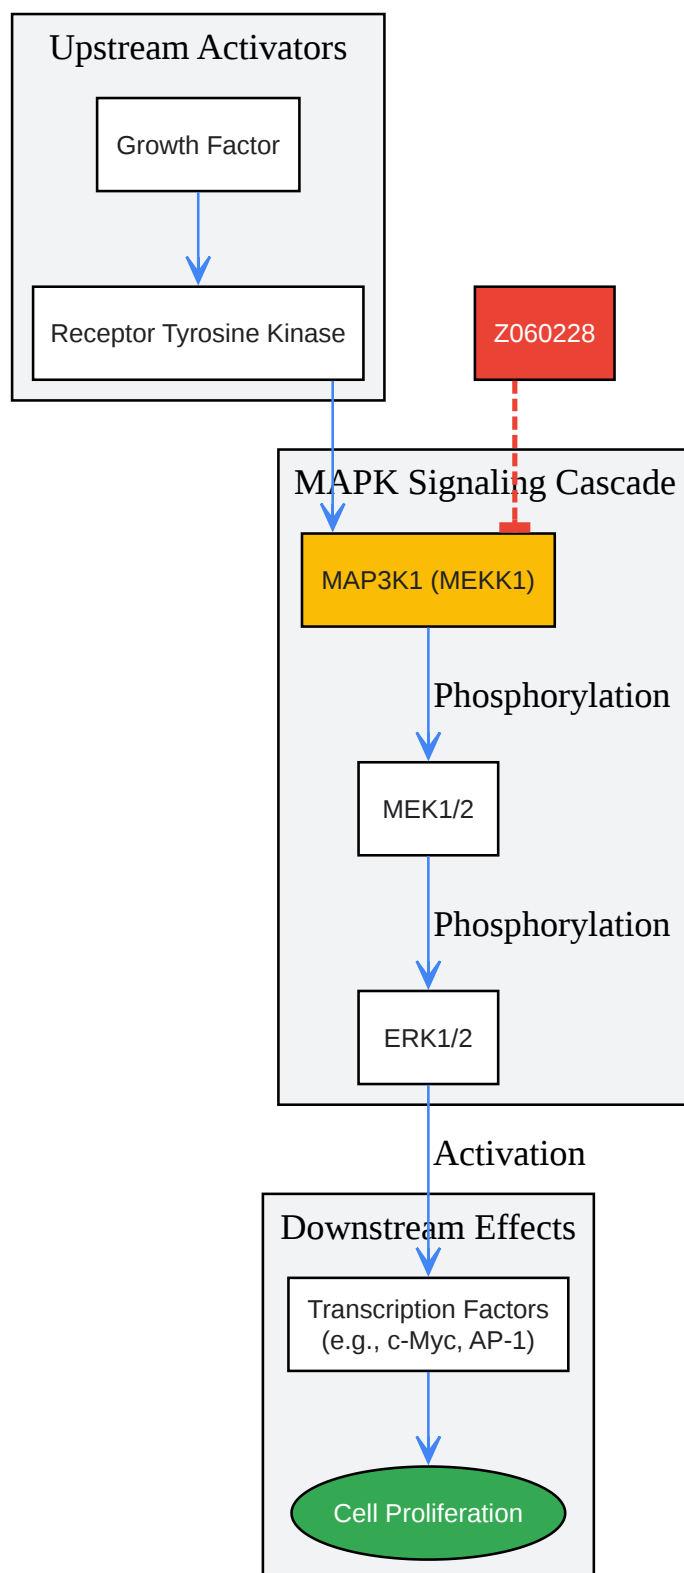 Upstream Activators
Growth Factor
Receptor Tyrosine Kinase
Z060228
MAPK Signaling Cascade
MAP3K1 (MEKK1)
Phosphorylation
MEK1/2
Phosphorylation
ERK1/2
Activation
Downstream Effects
Transcription Factors
(e.g., c-Myc, AP-1)
Cell Proliferation